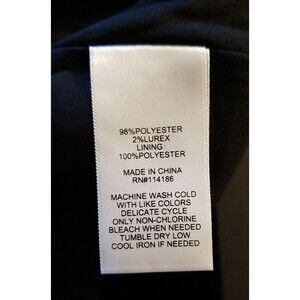 98%POLYESTER
2%LUREX
LINING
100%POLYESTER
MADE IN CHINA
RN#114186
MACHINE WASH COLD
WITH LIKE COLORS
DELICATE CYCLE
ONLY NON-CHLORINE
BLEACH WHEN NEEDED
TUMBLE DRY LOW
COOL IRON IF NEEDED